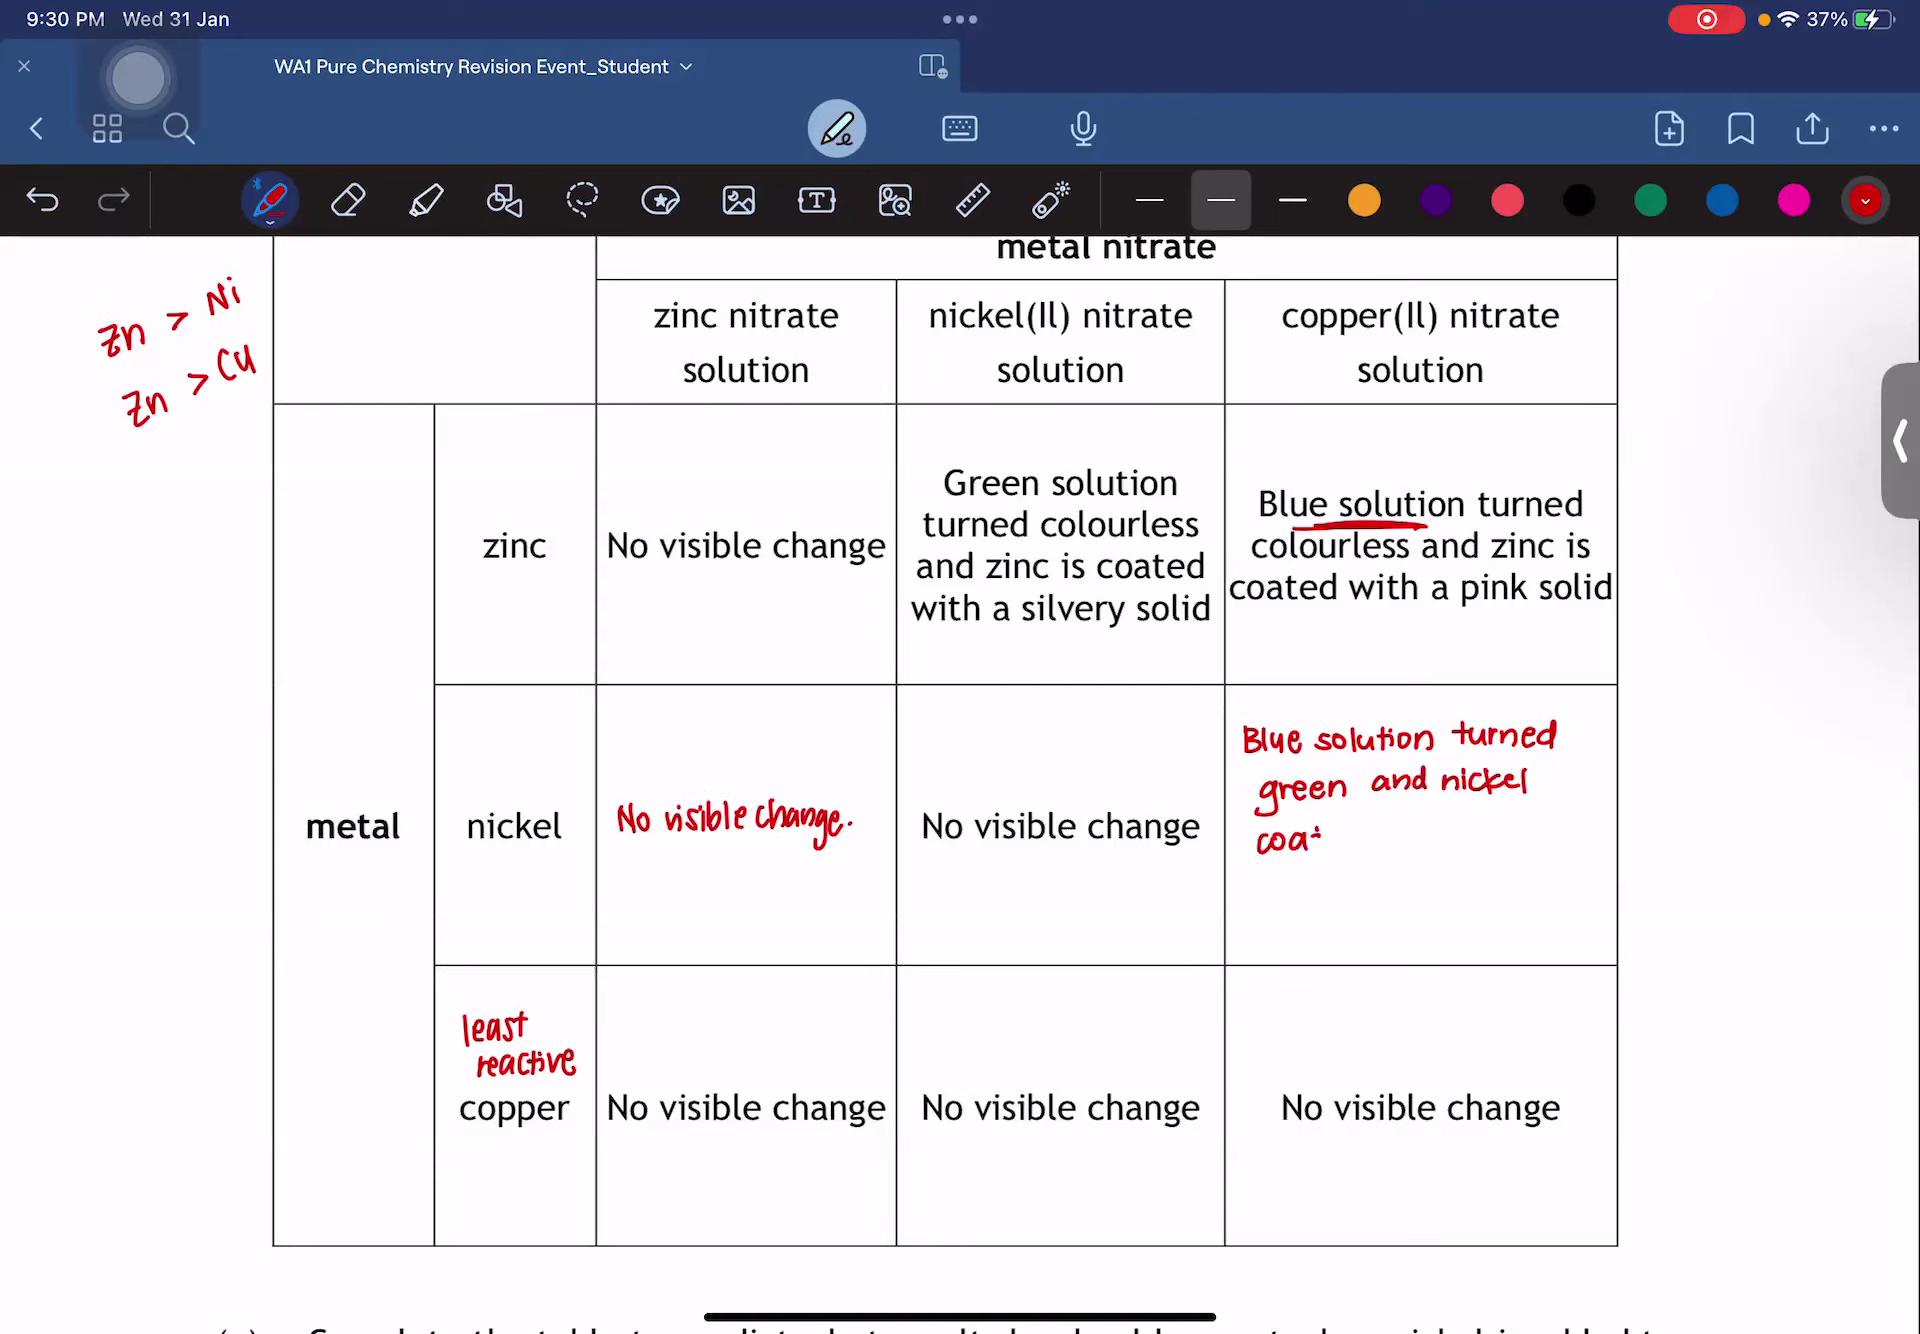 9:30 PM Wed 31 Jan
37%
WA1 Pure Chemistry Revision Event_Student
metal nitrate
Zn > Ni
Zn > Cu
zinc nitrate
solution
nickel(Il) nitrate
solution
copper(Il) nitrate
solution
metal
zinc
No visible change
Green solution
turned colourless
and zinc is coated
with a silvery solid
Blue solution turned
colourless and zinc is
coated with a pink solid
nickel
No visible change.
No visible change
Blue solution turned
green and nickel
coat
least
reactive
copper
No visible change
No visible change
No visible change